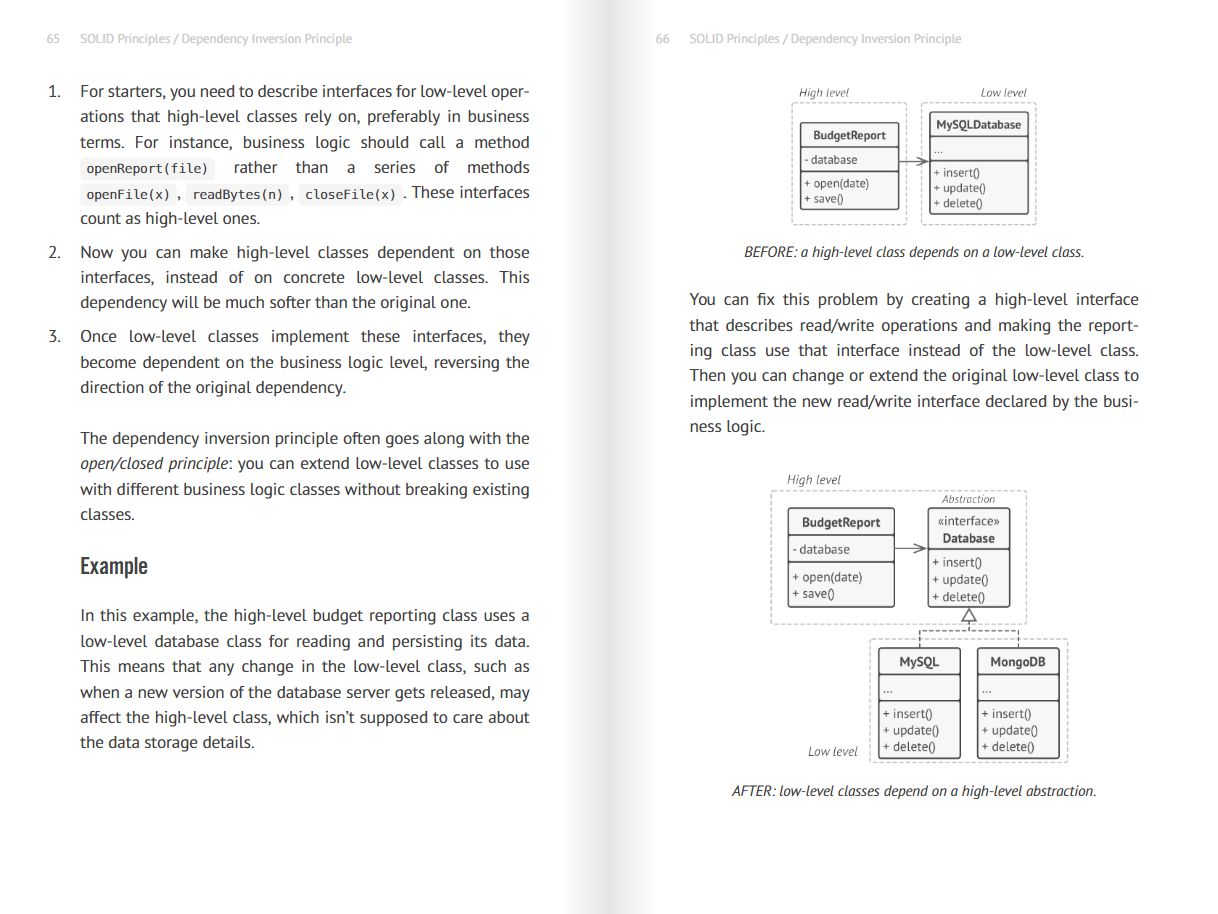 65 SOLID Principles / Dependency Inversion Principle
1. For starters, you need to describe interfaces for low-level oper-
ations that high-level classes rely on, preferably in business
terms. For instance, business logic should call a method
openReport(file) rather than a series of methods
openFile(x) , readBytes(n) , closeFile(x) . These interfaces
count as high-level ones.
2. Now you can make high-level classes dependent on those
interfaces, instead of on concrete low-level classes. This
dependency will be much softer than the original one.
3. Once low-level classes implement these interfaces, they
become dependent on the business logic level, reversing the
direction of the original dependency.
The dependency inversion principle often goes along with the
open/closed principle: you can extend low-level classes to use
with different business logic classes without breaking existing
classes.
Example
In this example, the high-level budget reporting class uses a
low-level database class for reading and persisting its data.
This means that any change in the low-level class, such as
when a new version of the database server gets released, may
affect the high-level class, which isn’t supposed to care about
the data storage details.
66 SOLID Principles / Dependency Inversion Principle
High level
BudgetReport
- database
+ open(date)
+ save()
Low level
MySQLDatabase
...
+ insert()
+ update()
+ delete()
BEFORE: a high-level class depends on a low-level class.
You can fix this problem by creating a high-level interface
that describes read/write operations and making the report-
ing class use that interface instead of the low-level class.
Then you can change or extend the original low-level class to
implement the new read/write interface declared by the busi-
ness logic.
High level
BudgetReport
- database
+ open(date)
+ save()
Abstraction
«interface»
Database
+ insert()
+ update()
+ delete()
MySQL
...
+ insert()
+ update()
+ delete()
MongoDB
...
+ insert()
+ update()
+ delete()
Low level
AFTER: low-level classes depend on a high-level abstraction.